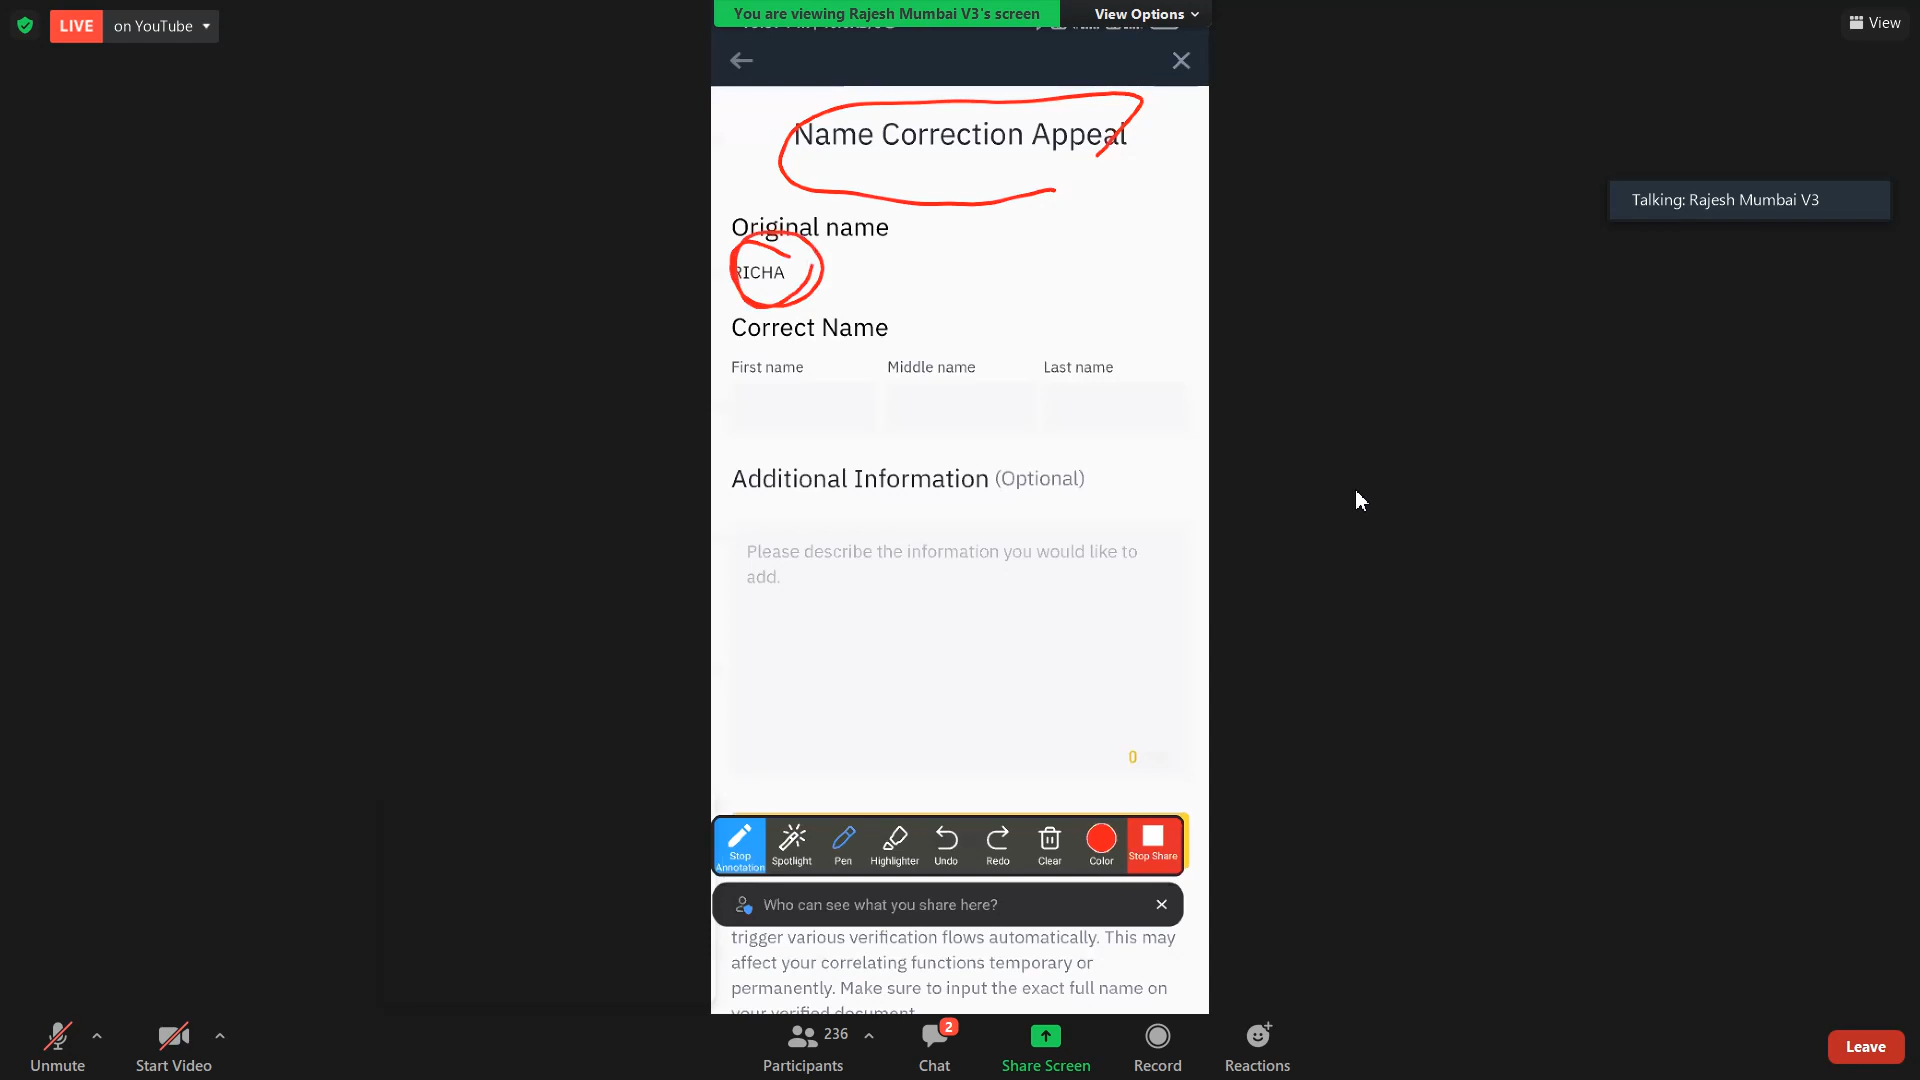 LIVE on YouTube
You are viewing Rajesh Mumbai V3's screen
View Options
View
Name Correction Appeal
Talking: Rajesh Mumbai V3
Original name
RICHA
Correct Name
First name Middle name Last name
Additional Information (Optional)
Please describe the information you would like to
add.
0
Stop Annotation
Spotlight
Pen
Highlighter
Undo
Redo
Clear
Color
Stop Share
Who can see what you share here?
trigger various verification flows automatically. This may
affect your correlating functions temporary or
permanently. Make sure to input the exact full name on
your verified document
Unmute
Start Video
236
Participants
2
Chat
Share Screen
Record
Reactions
Leave